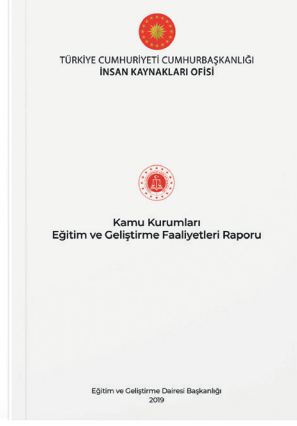 TÜRKİYE CUMHURİYETİ CUMHURBAŞKANLIĞI
İNSAN KAYNAKLARI OFİSİ
Kamu Kurumları
Eğitim ve Geliştirme Faaliyetleri Raporu
Eğitim ve Geliştirme Dairesi Başkanlığı
2019